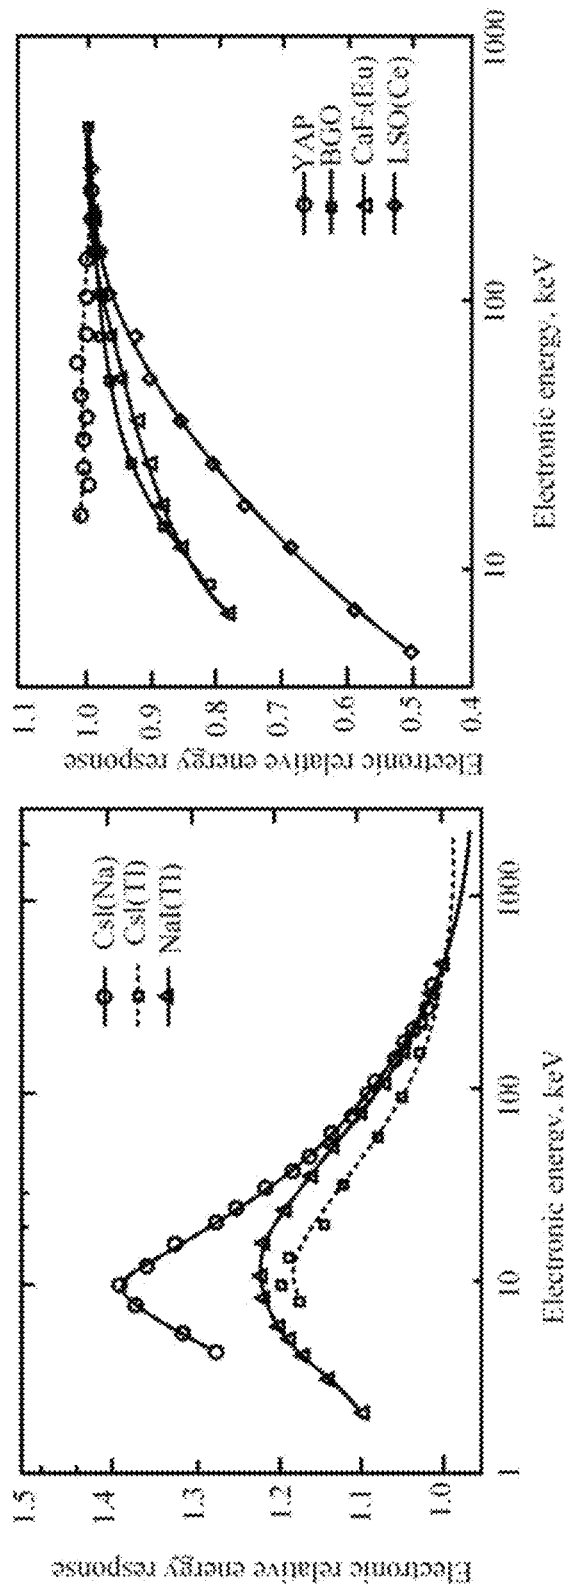 Electronic relative energy response
1.5
1.3
1.2
1.1
1.0
1
10
100
1000
Electronic energy, keV
CsI(Na)
CsI(Tl)
NaI(Tl)
Electronic relative energy response
1.1
1.0
0.9
0.8
0.7
0.6
0.5
0.4
10
100
1000
Electronic energy, keV
YAP
BGO
CaF₂(Eu)
LSO(Ce)